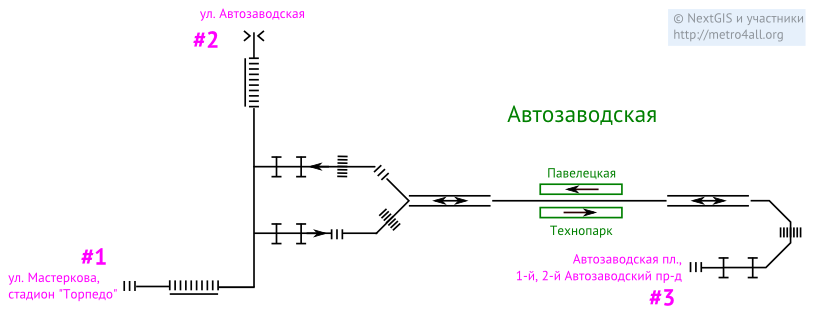 ул. Автозаводская
#2
© NextGIS и участники
http://metro4all.org
Автозаводская
Павелецкая
Технопарк
#1
ул. Мастеркова,
стадион "Торпедо"
Автозаводская пл.,
1-й, 2-й Автозаводский пр-д
#3